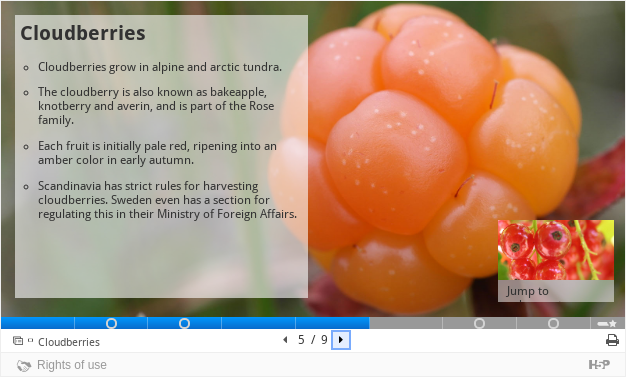 Cloudberries
Cloudberries grow in alpine and arctic tundra.
The cloudberry is also known as bakeapple,
knotberry and averin, and is part of the Rose
family.
Each fruit is initially pale red, ripening into an
amber color in early autumn.
Scandinavia has strict rules for harvesting
cloudberries. Sweden even has a section for
regulating this in their Ministry of Foreign Affairs.
Jump to
Cloudberries
5 / 9
Rights of use
H5P